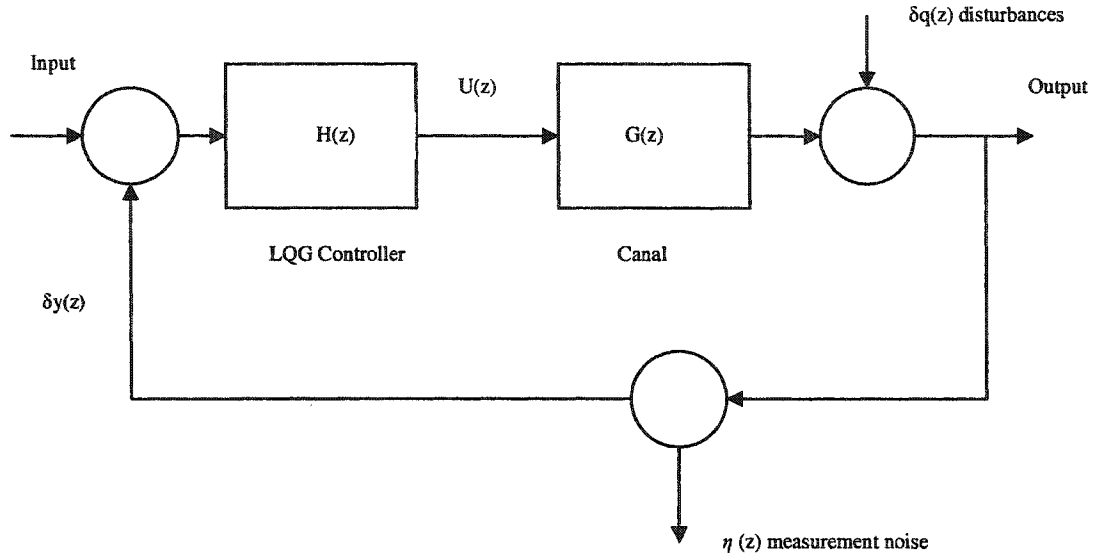 δq(z) disturbances
Input
U(z)
Output
H(z)
G(z)
LQG Controller
Canal
δy(z)
η (z) measurement noise